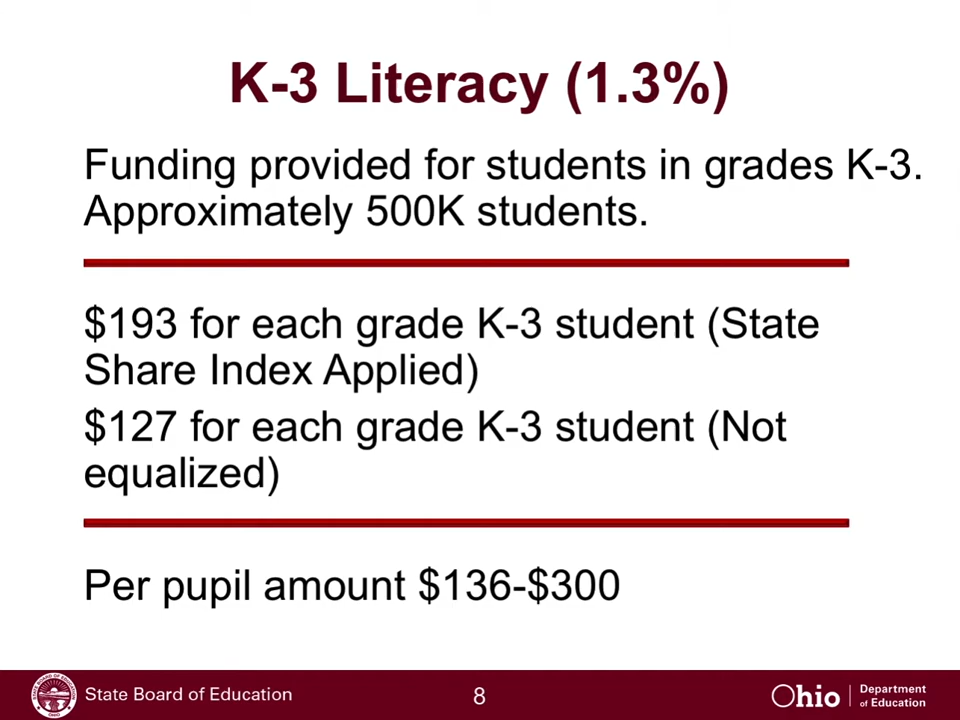 K-3 Literacy (1.3%)
Funding provided for students in grades K-3.
Approximately 500K students.
$193 for each grade K-3 student (State
Share Index Applied)
$127 for each grade K-3 student (Not
equalized)
Per pupil amount $136-$300
State Board of Education
8
Ohio
Department
of Education